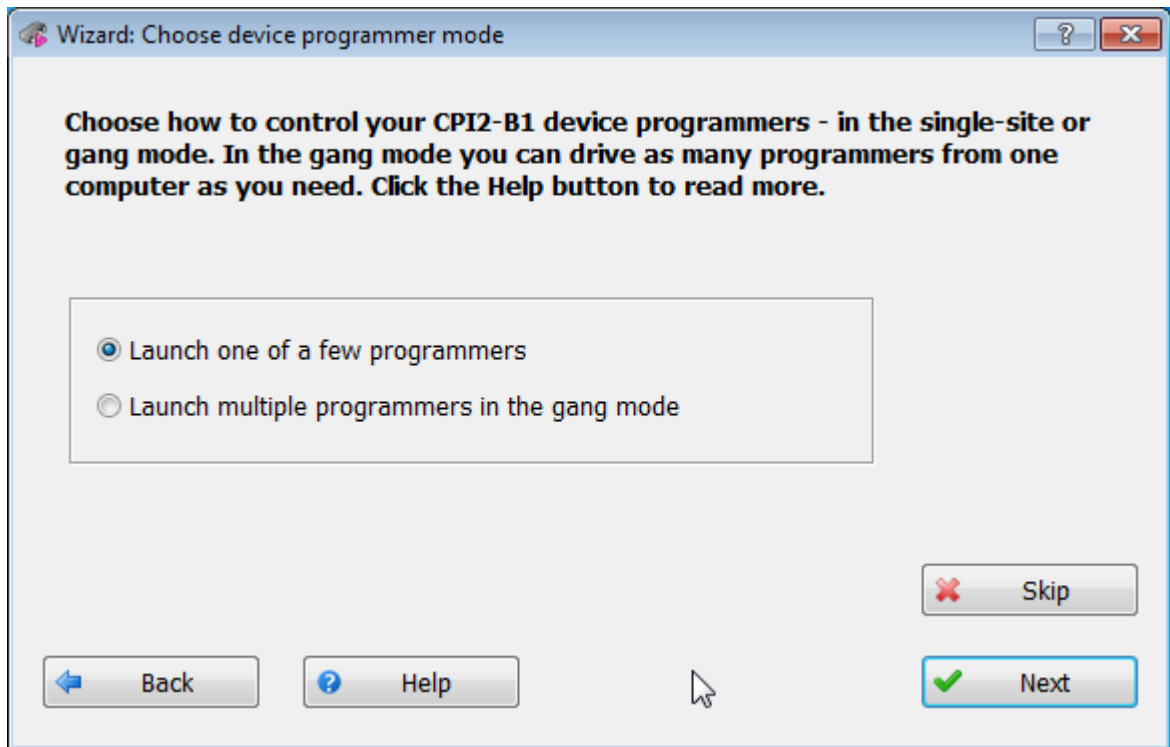 Wizard: Choose device programmer mode
Choose how to control your CPI2-B1 device programmers - in the single-site or
gang mode. In the gang mode you can drive as many programmers from one
computer as you need. Click the Help button to read more.
Launch one of a few programmers
Launch multiple programmers in the gang mode
Skip
Back
Help
Next